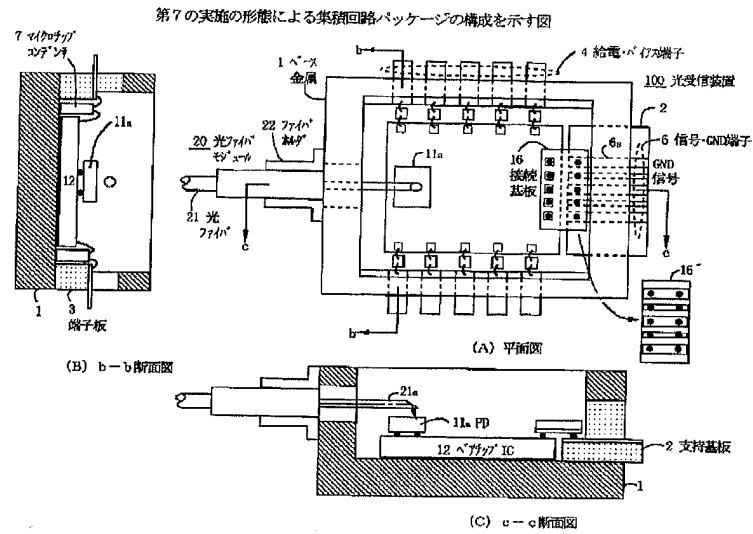 第7の実施の形態による集積回路パッケージの構成を示す図
7 マイクロチップ
コンデンサ
11a
12
1
3
端子板
(B) b-b断面図
b
1 ベース
金属
4 給電・バイアス端子
100 光受信装置
2
6 信号・GND端子
6s
GND
信号
20 光ファイバ
モジュール
22 ファイバ
ホルダ
11a
16
接続
基板
21 光
ファイバ
c
c
b
16
(A) 平面図
21a
11a PD
12 ベアチップIC
2 支持基板
1
(C) c-c断面図